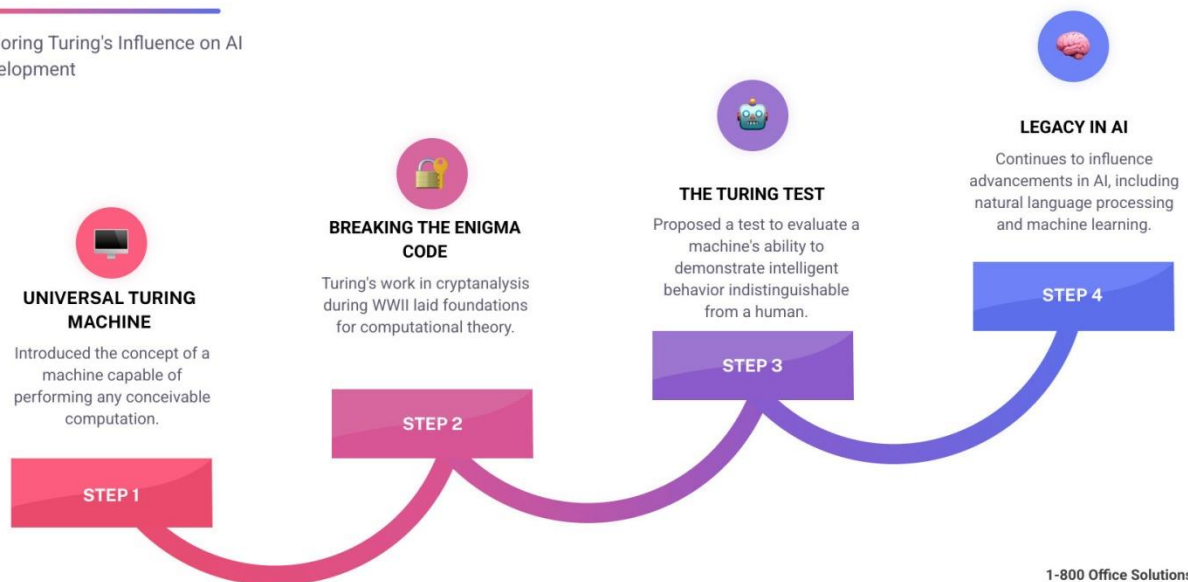 oring Turing's Influence on AI
elopment
UNIVERSAL TURING
MACHINE
Introduced the concept of a
machine capable of
performing any conceivable
computation.
STEP 1
BREAKING THE ENIGMA
CODE
Turing's work in cryptanalysis
during WWII laid foundations
for computational theory.
STEP 2
THE TURING TEST
Proposed a test to evaluate a
machine's ability to
demonstrate intelligent
behavior indistinguishable
from a human.
STEP 3
LEGACY IN AI
Continues to influence
advancements in AI, including
natural language processing
and machine learning.
STEP 4
1-800 Office Solutions